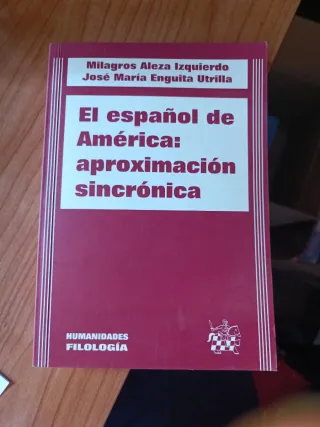 Milagros Aleza Izquierdo
José María Enguita Utrilla
El español de
América:
aproximación
sincrónica
HUMANIDADES
FILOLOGÍA